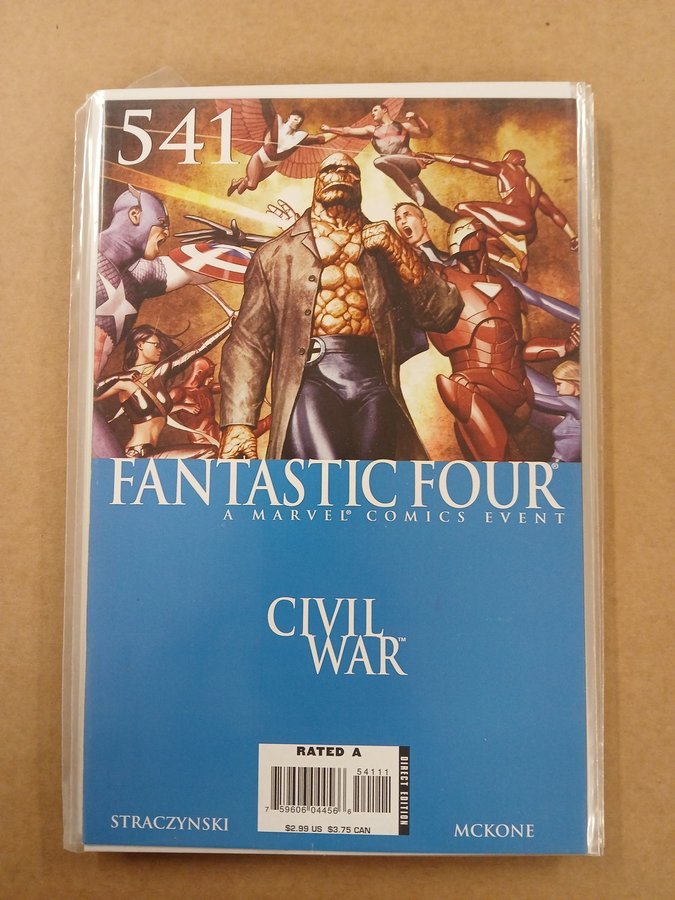 541
FANTASTIC FOUR®
A MARVEL® COMICS EVENT
CIVIL
WAR™
RATED A
54111
7 59606 04456 6
$2.99 US $3.75 CAN
DIRECT EDITION
STRACZYNSKI
MCKONE